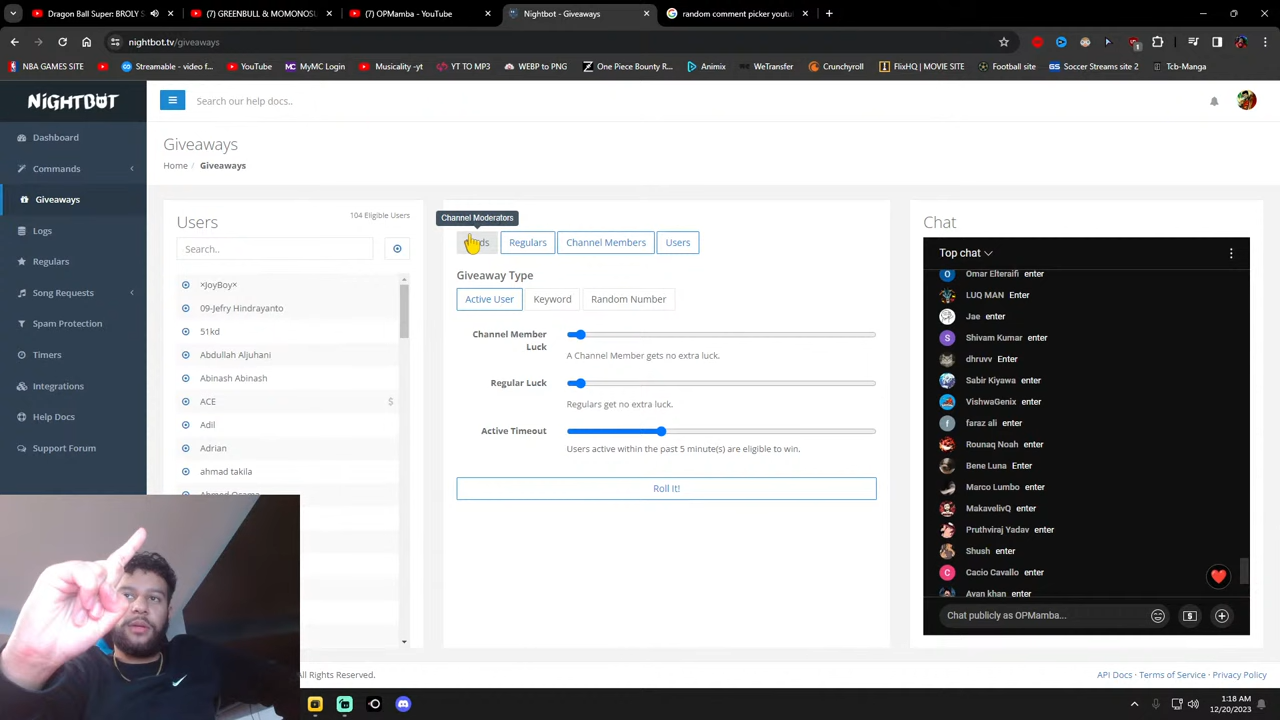 Dragon Ball Super: BROLY S
(7) GREENBULL & MOMONOSU
(7) OPMamba - YouTube
Nightbot - Giveaways
random comment picker youtu
nightbot.tv/giveaways
NBA GAMES SITE
Streamable - video f...
YouTube
MyMC Login
Musicality -yt
YT TO MP3
WEBP to PNG
One Piece Bounty R...
Animix
WeTransfer
Crunchyroll
FlixHQ | MOVIE SITE
Football site
Soccer Streams site 2
Tcb-Manga
NIGHTBOT
Search our help docs..
Dashboard
Commands
Giveaways
Logs
Regulars
Song Requests
Spam Protection
Timers
Integrations
Help Docs
Support Forum
Giveaways
Home / Giveaways
Users
104 Eligible Users
Search..
×JoyBoy×
09-Jefry Hindrayanto
51kd
Abdullah Aljuhani
Abinash Abinash
ACE $
Adil
Adrian
ahmad takila
Channel Moderators
Regulars
Channel Members
Users
Giveaway Type
Active User
Keyword
Random Number
Channel Member Luck
A Channel Member gets no extra luck.
Regular Luck
Regulars get no extra luck.
Active Timeout
Users active within the past 5 minute(s) are eligible to win.
Roll It!
Chat
Top chat
Omar Elteraifi enter
LUQ MAN Enter
Jae enter
Shivam Kumar enter
dhruvv Enter
Sabir Kiyawa enter
VishwaGenix enter
faraz ali enter
Rounaq Noah enter
Bene Luna Enter
Marco Lumbo enter
MakavelivQ enter
Pruthviraj Yadav enter
Shush enter
Cacio Cavallo enter
Ayan khan enter
Chat publicly as OPMamba...
All Rights Reserved.
API Docs · Terms of Service · Privacy Policy
1:18 AM
12/20/2023